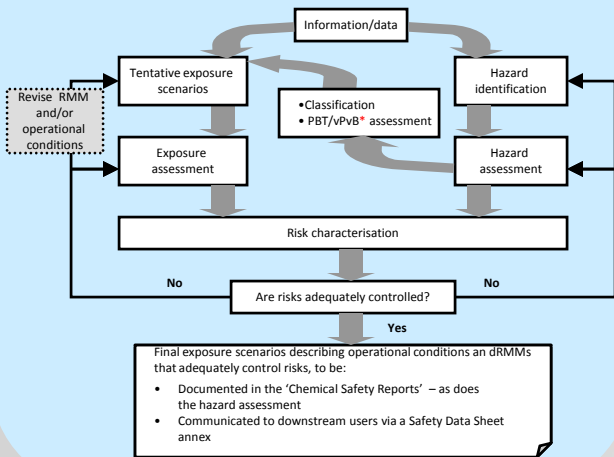 Information/data
Revise RMM
and/or
operational
conditions
Tentative exposure
scenarios
•Classification
• PBT/vPvB* assessment
Hazard
identification
Exposure
assessment
Hazard
assessment
Risk characterisation
No
Are risks adequately controlled?
No
Yes
Final exposure scenarios describing operational conditions an dRMMs
that adequately control risks, to be:
• Documented in the ‘Chemical Safety Reports’ – as does
the hazard assessment
• Communicated to downstream users via a Safety Data Sheet
annex